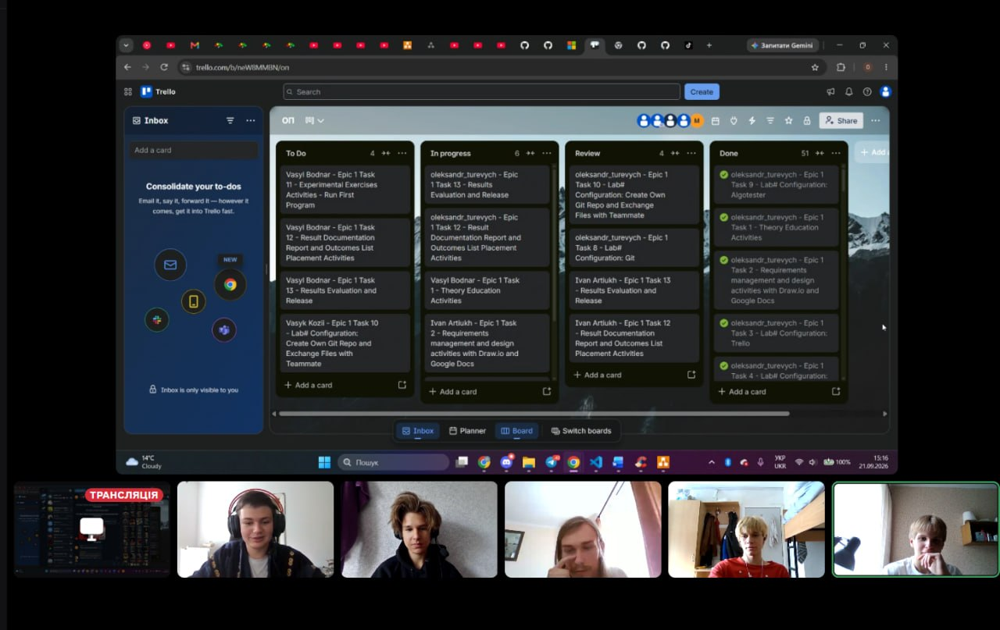 Запитати Gemini
trello.com/b/neW8MM8N/on
Trello
Search
Create
Inbox
Add a card
Consolidate your to-dos
Email it, say it, forward it — however it
comes, get it into Trello fast.
NEW
Inbox is only visible to you
ОП
M
Share
To Do
4
Vasyl Bodnar - Epic 1 Task
11 - Experimental Exercises
Activities - Run First
Program
Vasyl Bodnar - Epic 1 Task
12 - Result Documentation
Report and Outcomes List
Placement Activities
Vasyl Bodnar - Epic 1 Task
13 - Results Evaluation and
Release
Vasyk Kozii - Epic 1 Task 10
- Lab# Configuration:
Create Own Git Repo and
Exchange Files with
Teammate
Add a card
In progress
6
oleksandr_turevych - Epic
1 Task 13 - Results
Evaluation and Release
oleksandr_turevych - Epic
1 Task 12 - Result
Documentation Report and
Outcomes List Placement
Activities
Vasyl Bodnar - Epic 1 Task
1 - Theory Education
Activities
Ivan Artiukh - Epic 1 Task
2 - Requirements
management and design
activities with Draw.io and
Google Docs
Add a card
Review
4
oleksandr_turevych - Epic 1
Task 10 - Lab#
Configuration: Create Own
Git Repo and Exchange
Files with Teammate
oleksandr_turevych - Epic 1
Task 8 - Lab#
Configuration: Git
Ivan Artiukh - Epic 1 Task 13
- Results Evaluation and
Release
Ivan Artiukh - Epic 1 Task 12
- Result Documentation
Report and Outcomes List
Placement Activities
Add a card
Done
51
oleksandr_turevych - Epic 1
Task 9 - Lab# Configuration:
Algotester
oleksandr_turevych - Epic 1
Task 1 - Theory Education
Activities
oleksandr_turevych - Epic 1
Task 2 - Requirements
management and design
activities with Draw.io and
Google Docs
oleksandr_turevych - Epic 1
Task 3 - Lab# Configuration:
Trello
oleksandr_turevych - Epic 1
Task 4 - Lab# Configuration:
Add a card
Add
Inbox
Planner
Board
Switch boards
14°C
Cloudy
Пошук
УКР
UKR
100%
15:16
21.09.2026
ТРАНСЛЯЦІЯ